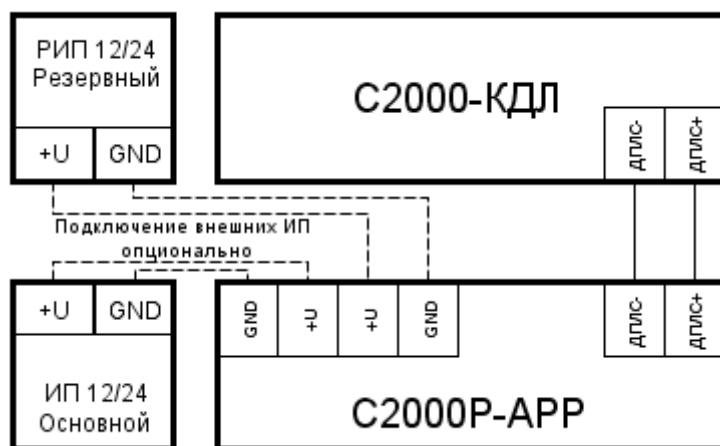 РИП 12/24
Резервный
+U GND
С2000-КДЛ
ДПЛС- ДПЛС+
Подключение внешних ИП
опционально
+U GND
ИП 12/24
Основной
GND +U +U GND
ДПЛС- ДПЛС+
С2000Р-АРР